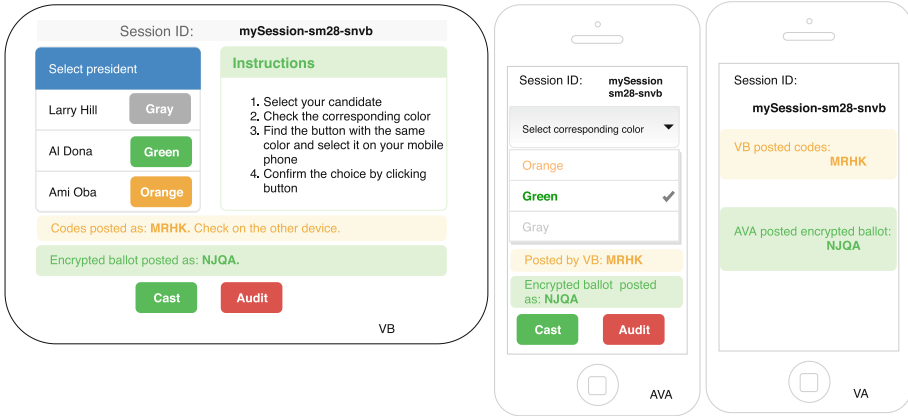 Session ID: mySession-sm28-snvb
Select president
Larry Hill Gray
Al Dona Green
Ami Oba Orange
Instructions
1. Select your candidate
2. Check the corresponding color
3. Find the button with the same
color and select it on your mobile
phone
4. Confirm the choice by clicking
button
Codes posted as: MRHK. Check on the other device.
Encrypted ballot posted as: NJQA.
Cast Audit
VB
Session ID: mySession
sm28-snvb
Select corresponding color
Orange
Green
Gray
Posted by VB: MRHK
Encrypted ballot posted
as: NJQA
Cast Audit
AVA
Session ID:
mySession-sm28-snvb
VB posted codes:
MRHK
AVA posted encrypted ballot:
NJQA
VA